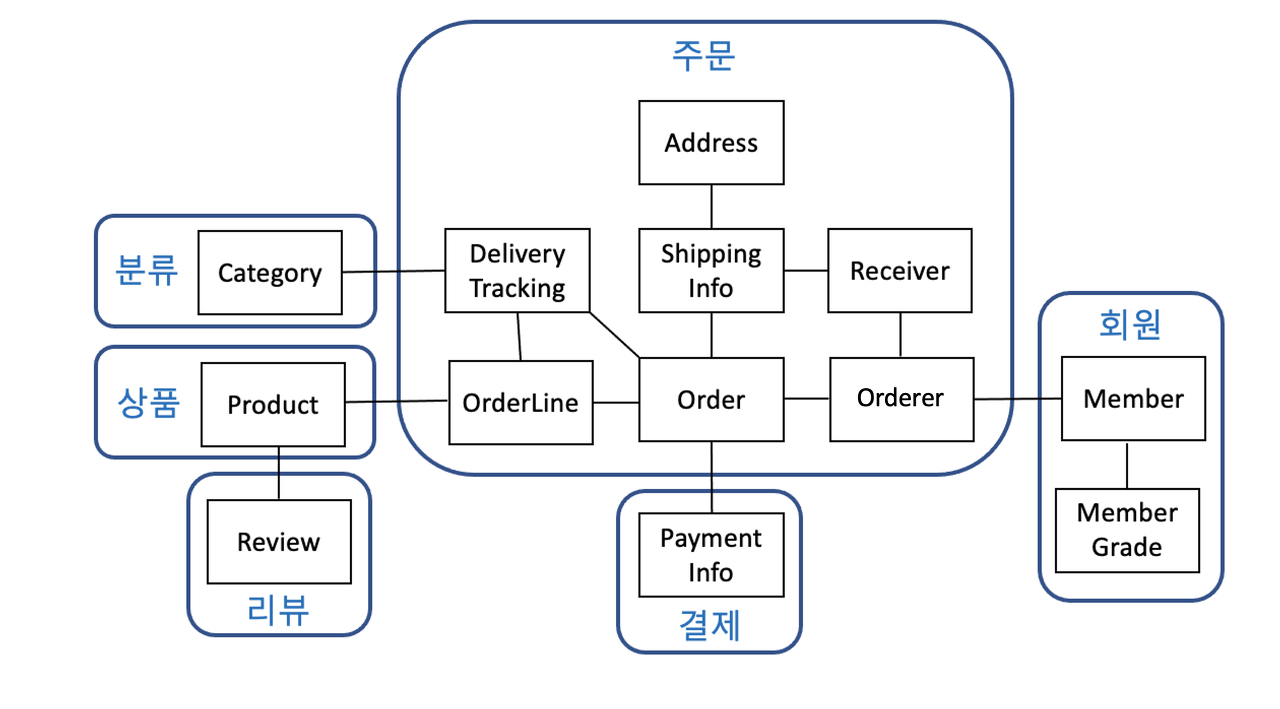 주문
Address
분류
Category
Delivery
Tracking
Shipping
Info
Receiver
회원
상품
Product
OrderLine
Order
Orderer
Member
Review
리뷰
Payment
Info
결제
Member
Grade